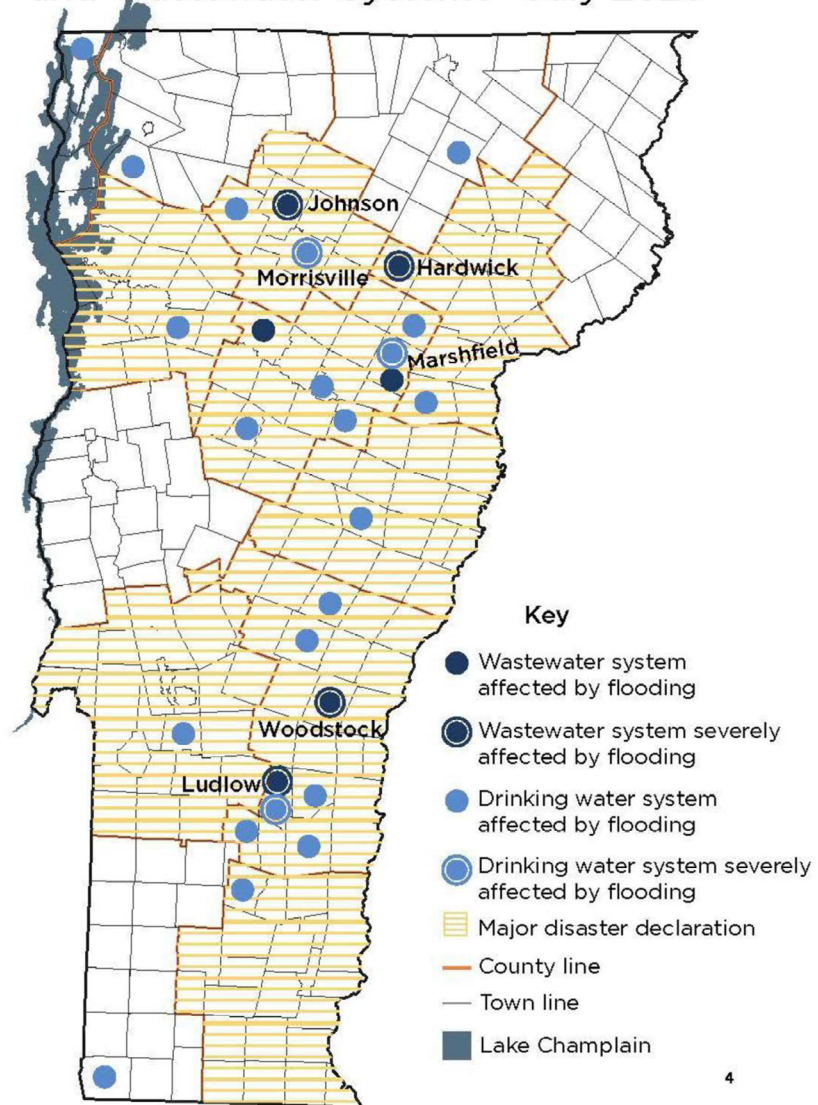 Johnson
Morrisville
Hardwick
Marshfield
Woodstock
Ludlow
Key
Wastewater system
affected by flooding
Wastewater system severely
affected by flooding
Drinking water system
affected by flooding
Drinking water system severely
affected by flooding
Major disaster declaration
County line
Town line
Lake Champlain
4